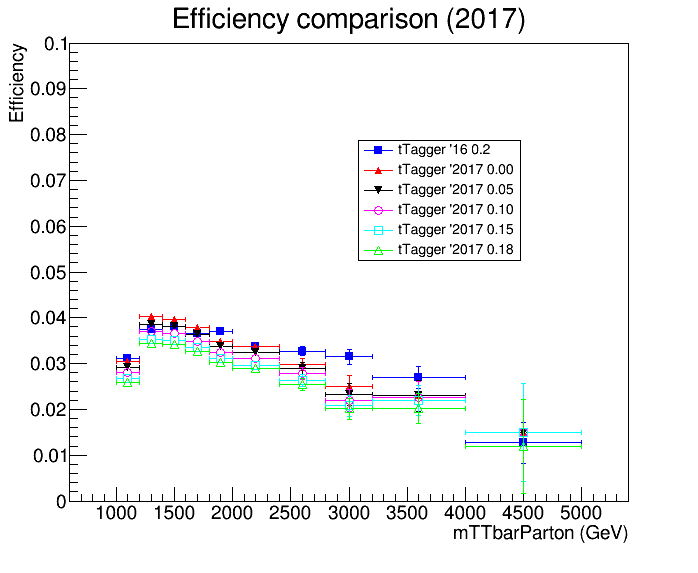 Efficiency comparison (2017)
Efficiency
0.1
0.09
0.08
0.07
0.06
0.05
0.04
0.03
0.02
0.01
0
tTagger '16 0.2
tTagger '2017 0.00
tTagger '2017 0.05
tTagger '2017 0.10
tTagger '2017 0.15
tTagger '2017 0.18
1000 1500 2000 2500 3000 3500 4000 4500 5000
mTTbarParton (GeV)